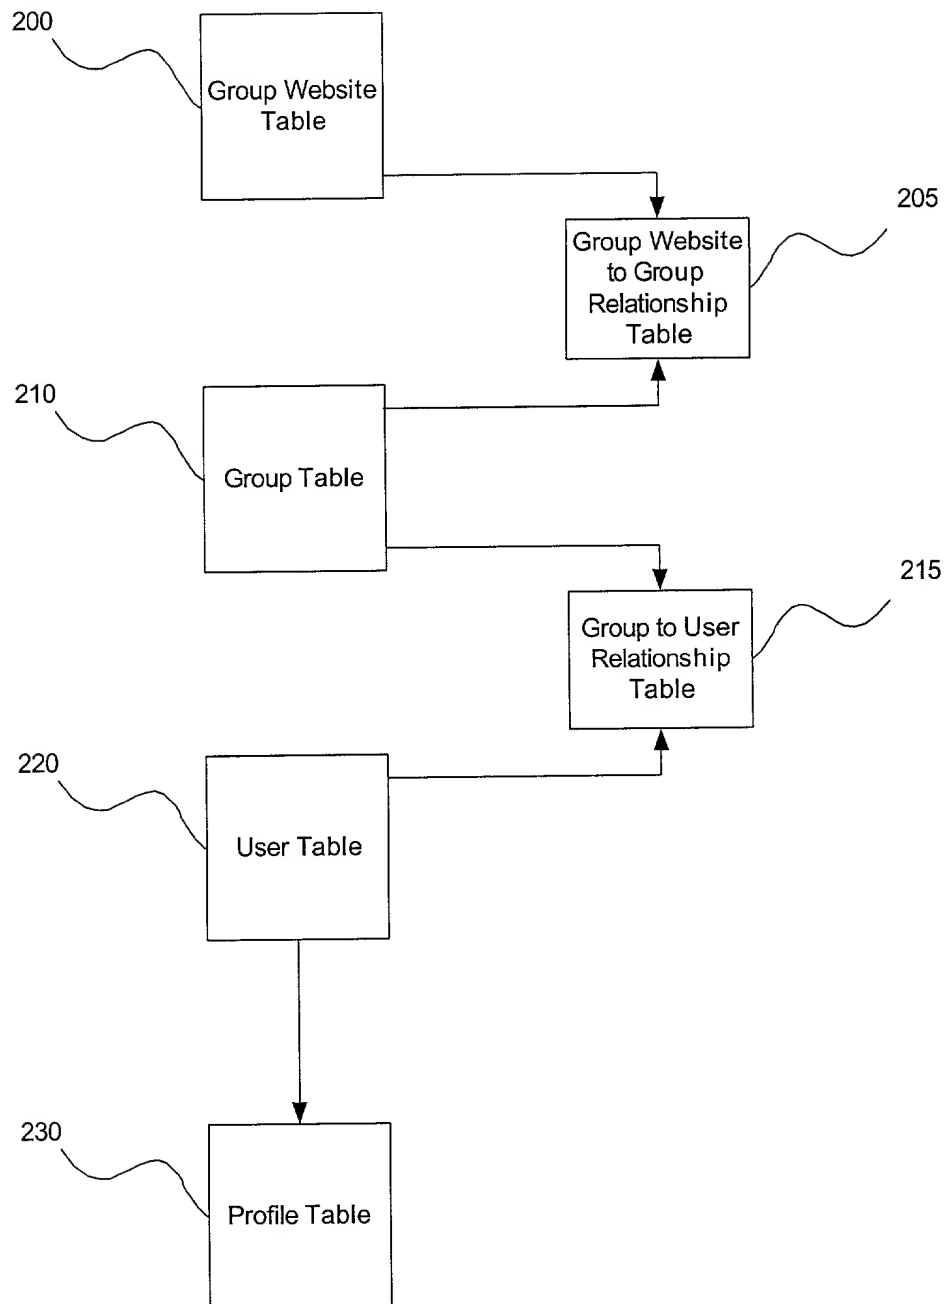 200
Group Website
Table
205
Group Website
to Group
Relationship
Table
210
Group Table
215
Group to User
Relationship
Table
220
User Table
230
Profile Table